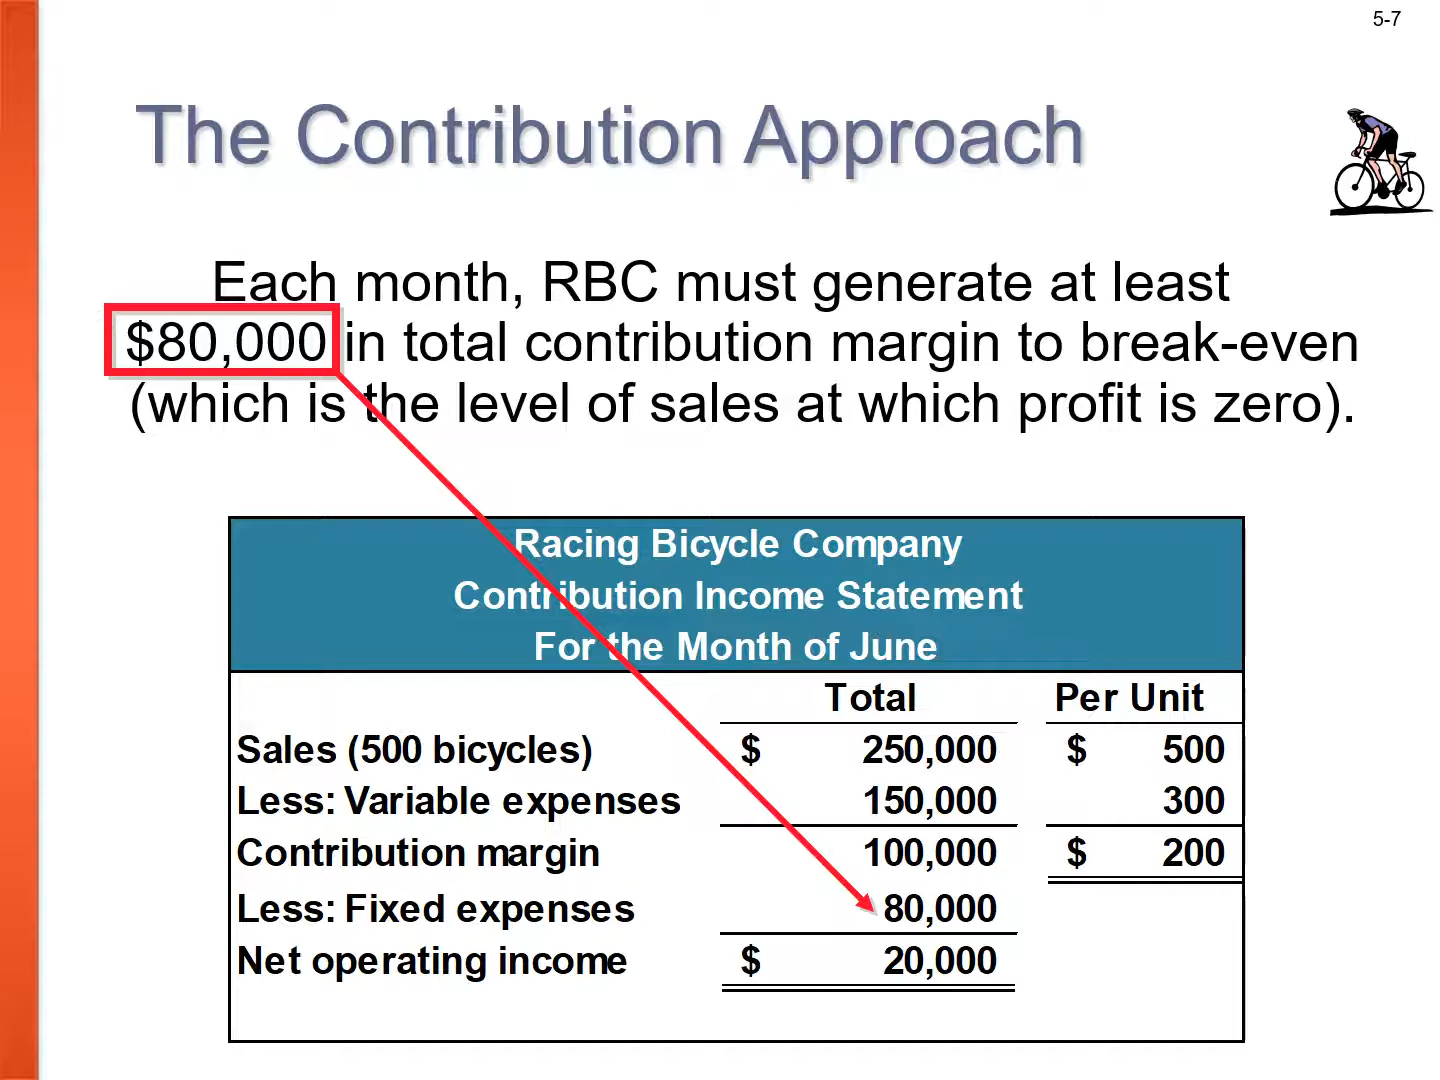 5-7
The Contribution Approach
Each month, RBC must generate at least
$80,000 in total contribution margin to break-even
(which is the level of sales at which profit is zero).
Racing Bicycle Company
Contribution Income Statement
For the Month of June
Total Per Unit
Sales (500 bicycles) $ 250,000 $ 500
Less: Variable expenses 150,000 300
Contribution margin 100,000 $ 200
Less: Fixed expenses 80,000
Net operating income $ 20,000